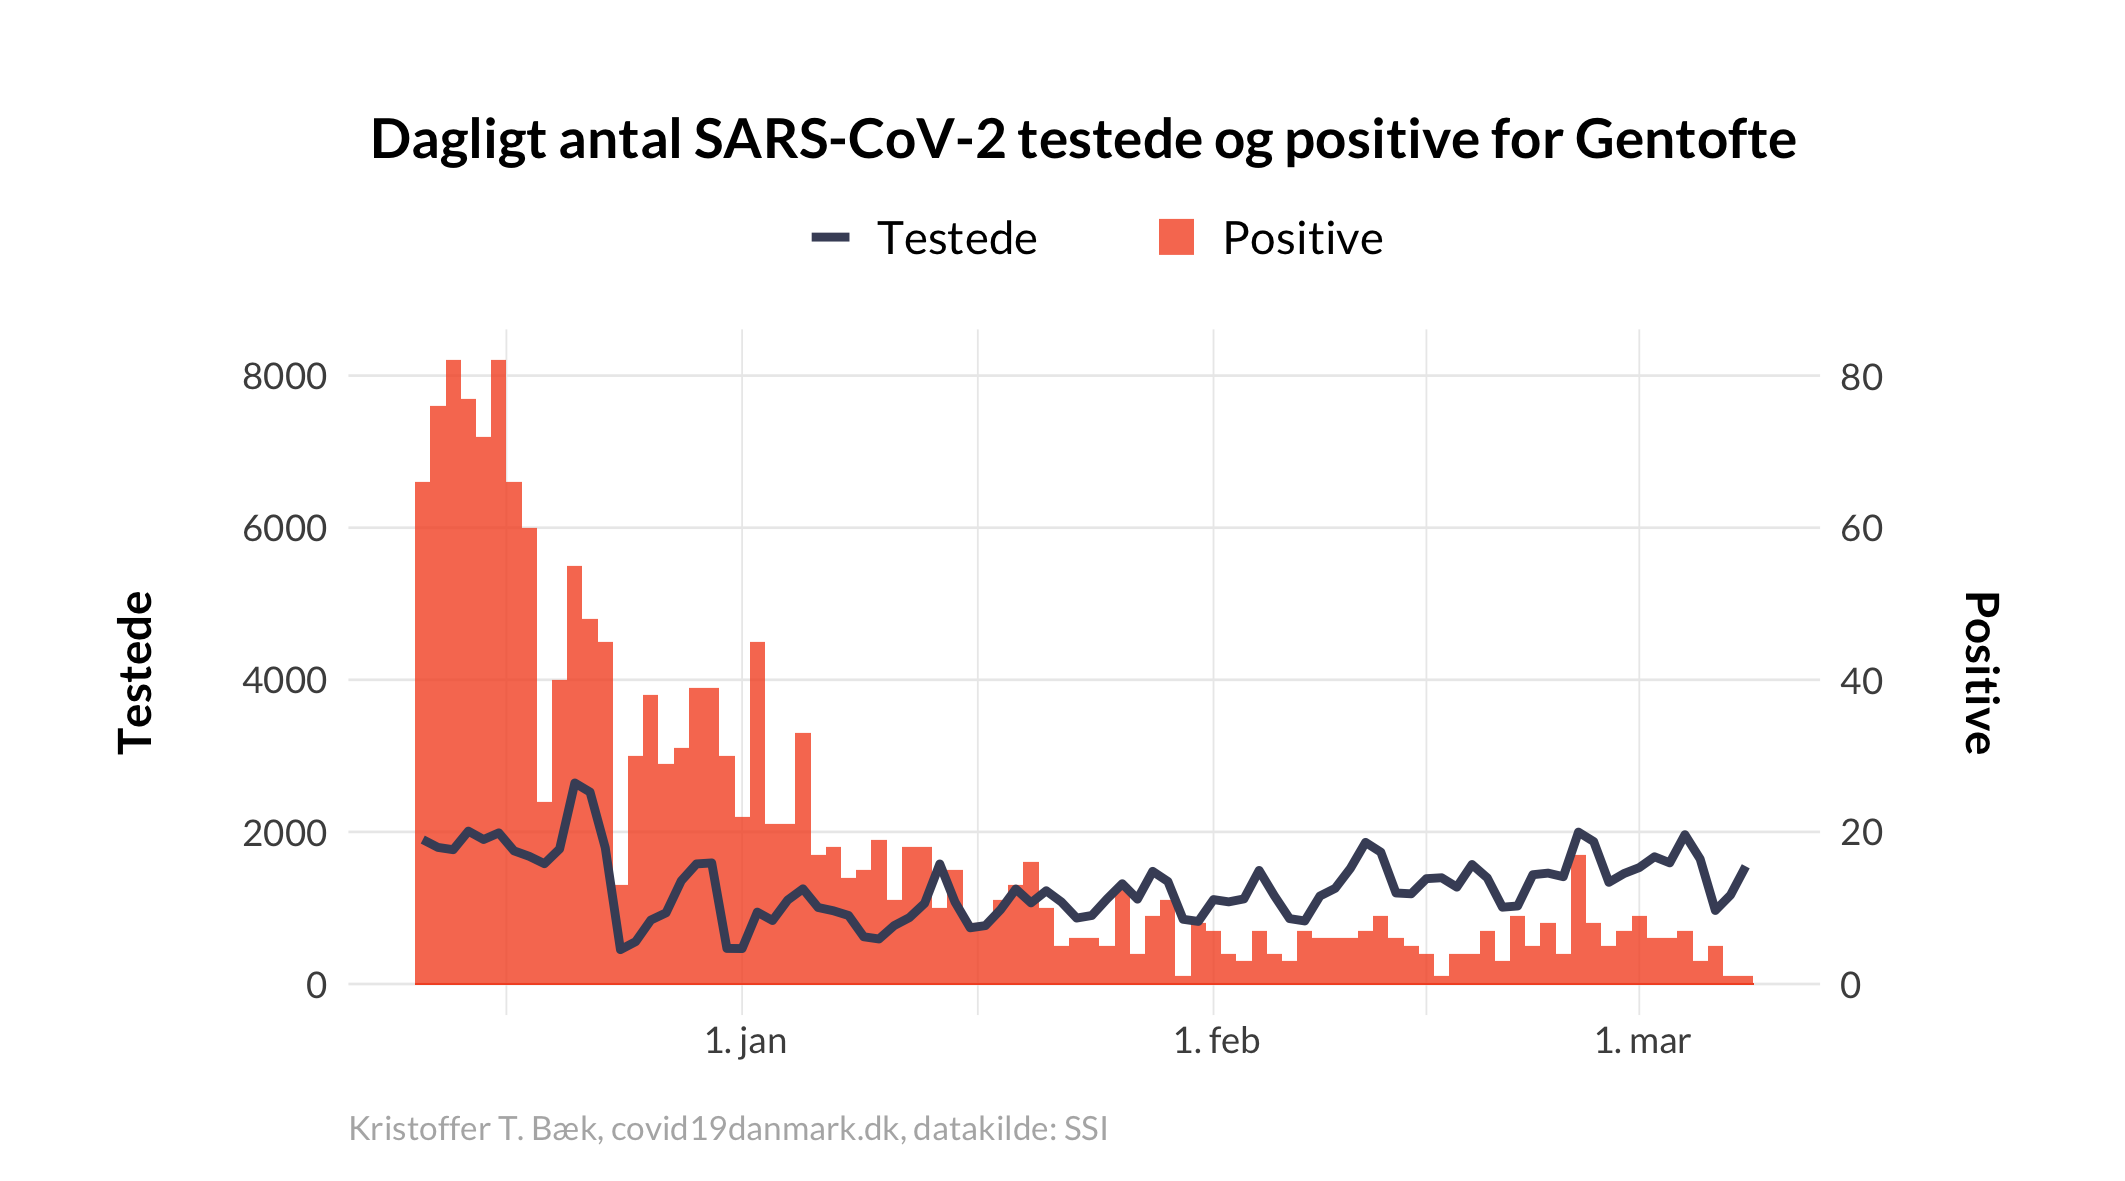 Dagligt antal SARS-CoV-2 testede og positive for Gentofte
Testede
Positive
8000
6000
4000
2000
0
80
60
40
20
0
Testede
Positive
1. jan
1. feb
1. mar
Kristoffer T. Bæk, covid19danmark.dk, datakilde: SSI